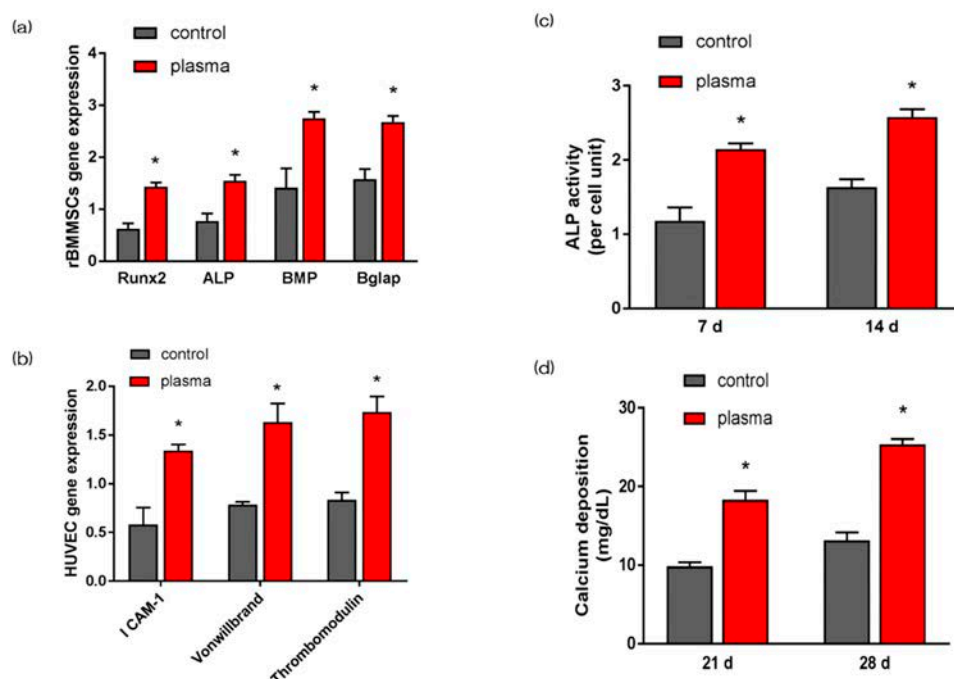 (a)
control
plasma
rBMMSCs gene expression
4
3
2
1
0
* * * *
Runx2 ALP BMP Bglap
(b)
control
plasma
HUVEC gene expression
2.0
1.5
1.0
0.5
0.0
* * *
I CAM-1 Vonwillbrand Thrombomodulin
(c)
control
plasma
ALP activity
(per cell unit)
3
2
1
0
* *
7 d 14 d
(d)
control
plasma
Calcium deposition
(mg/dL)
30
20
10
0
* *
21 d 28 d